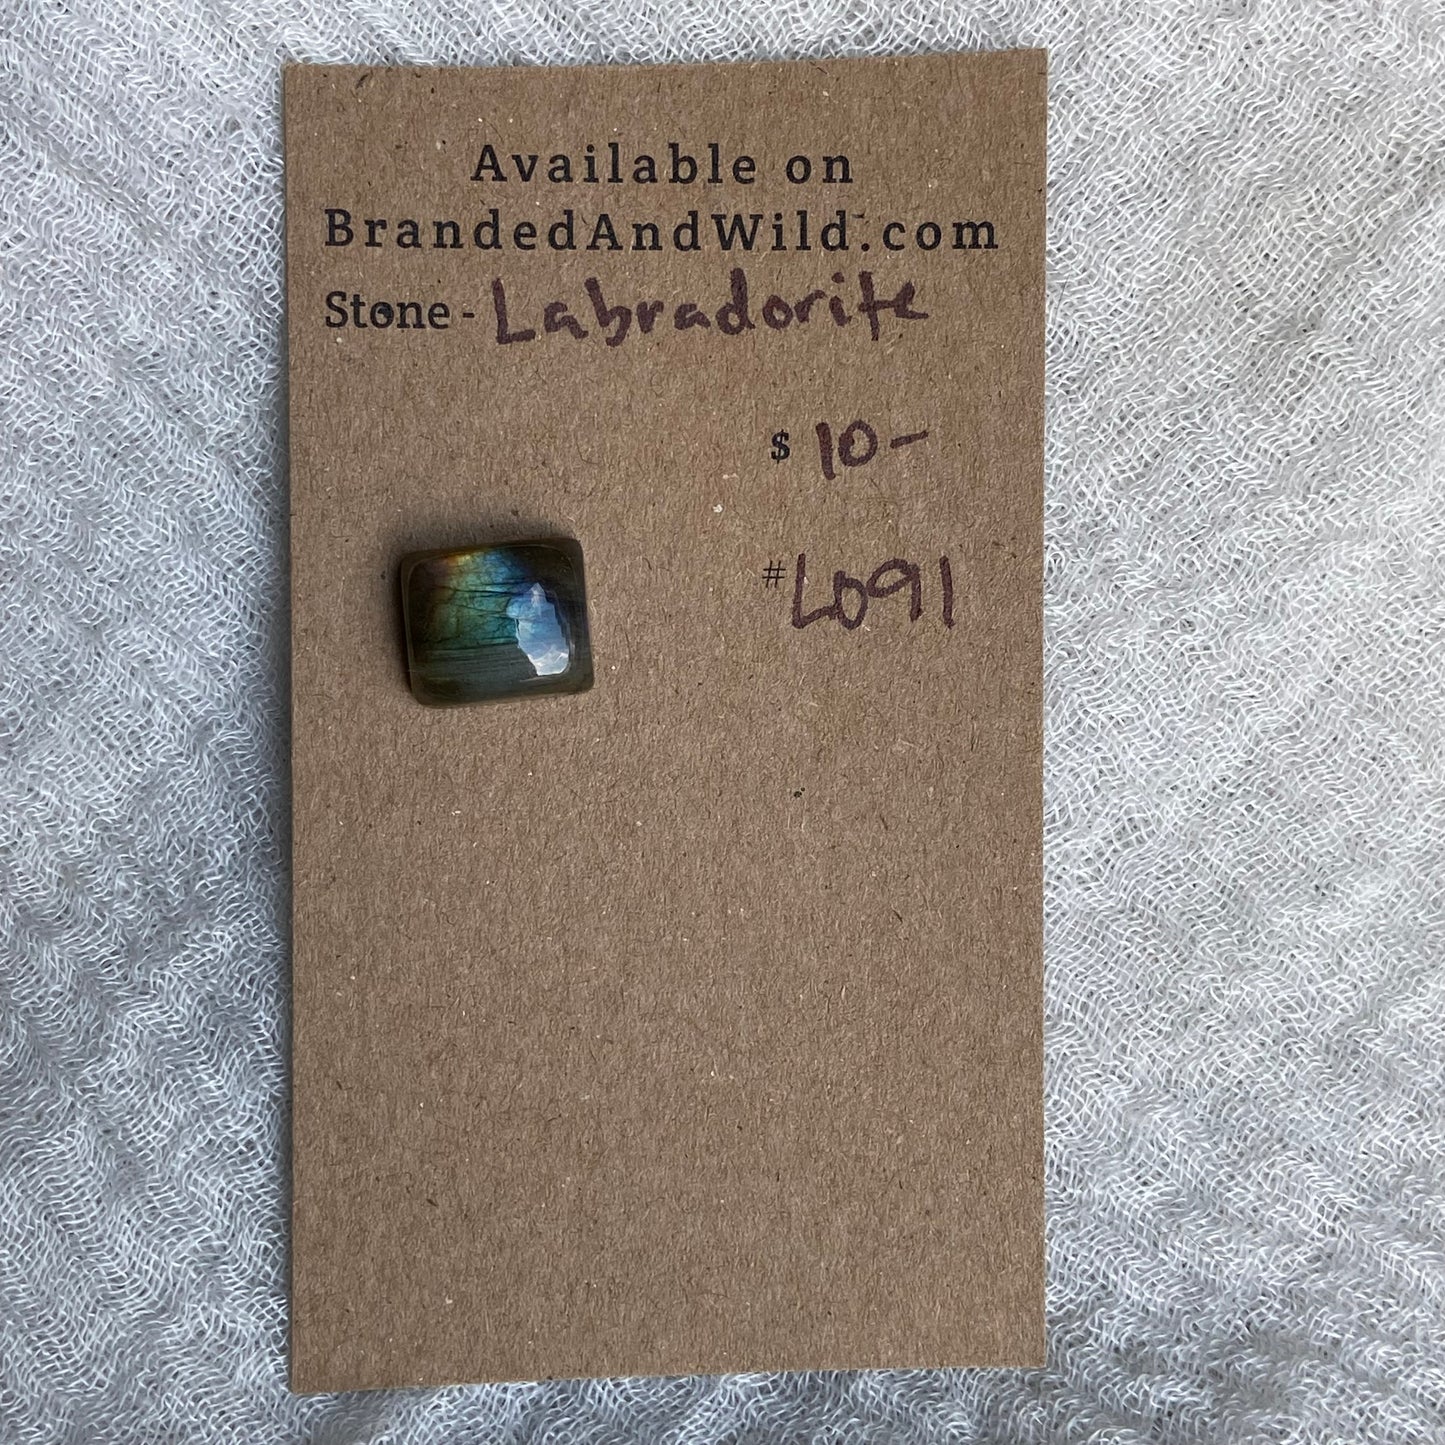 Available on
BrandedAndWild.com
Stone - Labradorite
$ 10-
# L091